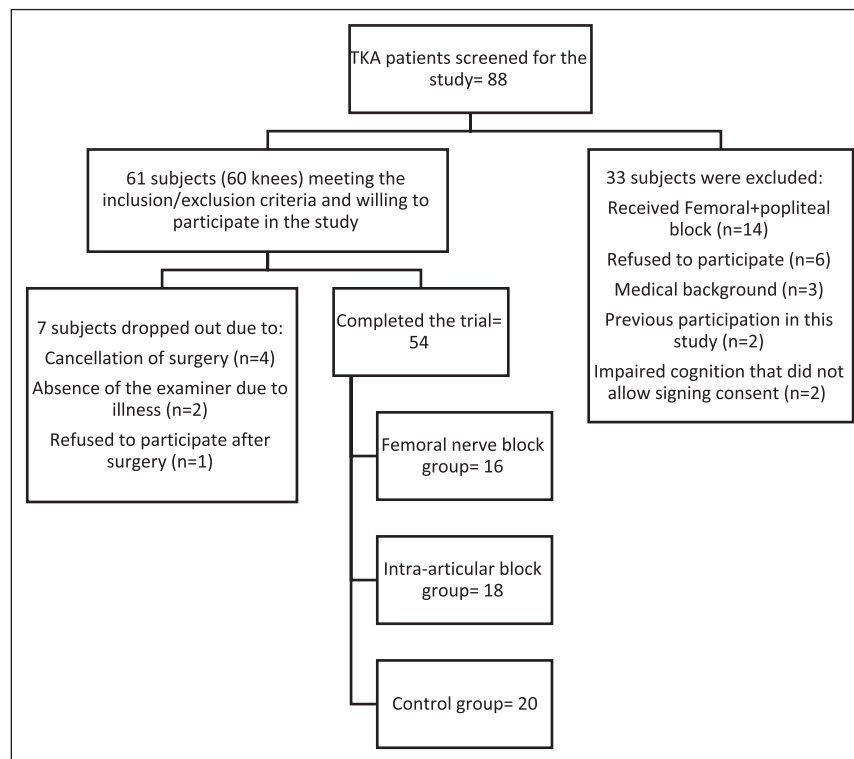 TKA patients screened for the
study= 88
61 subjects (60 knees) meeting the
inclusion/exclusion criteria and willing to
participate in the study
33 subjects were excluded:
Received Femoral+popliteal
block (n=14)
Refused to participate (n=6)
Medical background (n=3)
Previous participation in this
study (n=2)
Impaired cognition that did not
allow signing consent (n=2)
7 subjects dropped out due to:
Cancellation of surgery (n=4)
Absence of the examiner due to
illness (n=2)
Refused to participate after
surgery (n=1)
Completed the trial=
54
Femoral nerve block
group= 16
Intra-articular block
group= 18
Control group= 20